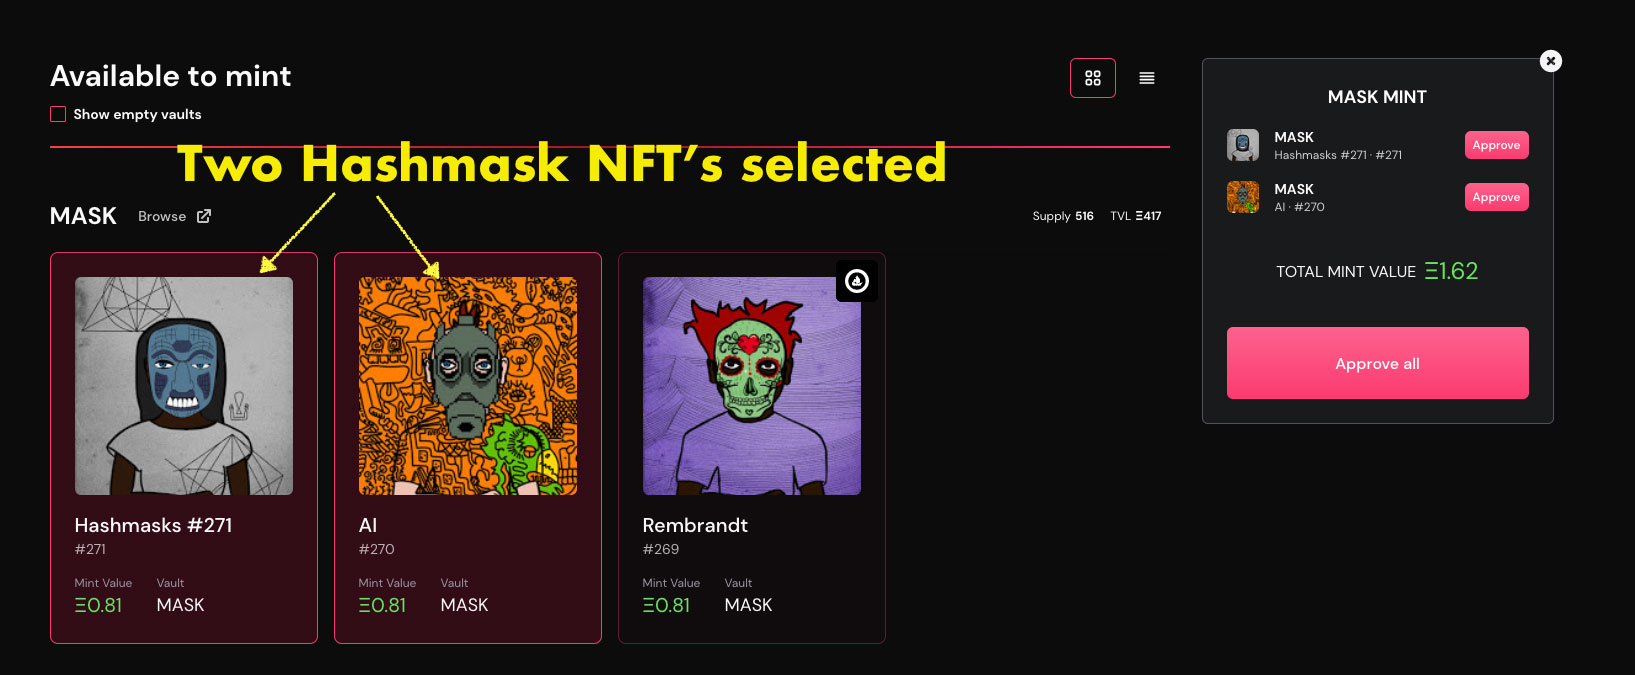 Available to mint
Show empty vaults
Two Hashmask NFT’s selected
MASK Browse
Supply 516 TVL Ξ417
Hashmasks #271
#271
Mint Value Vault
Ξ0.81 MASK
AI
#270
Mint Value Vault
Ξ0.81 MASK
Rembrandt
#269
Mint Value Vault
Ξ0.81 MASK
MASK MINT
MASK
Hashmasks #271 · #271
Approve
MASK
AI · #270
Approve
TOTAL MINT VALUE Ξ1.62
Approve all